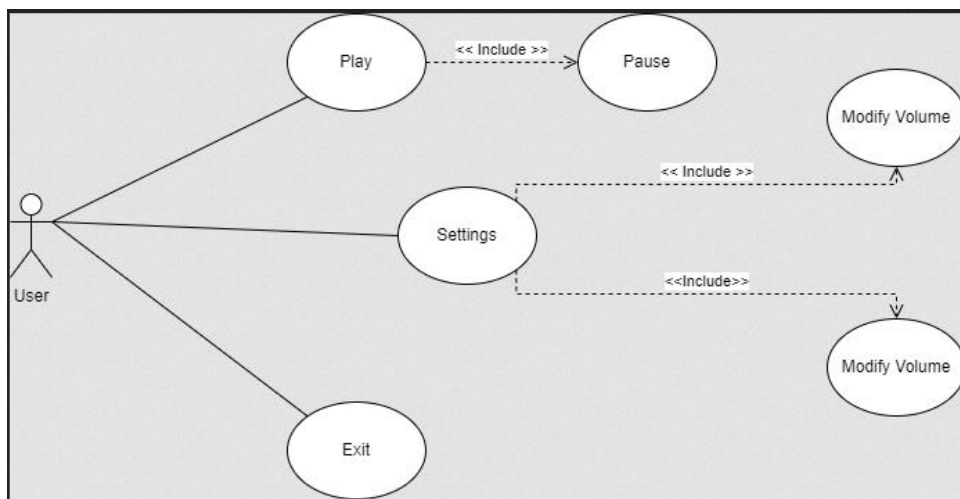 Play
<< Include >>
Pause
Modify Volume
<< Include >>
Settings
User
<<Include>>
Modify Volume
Exit